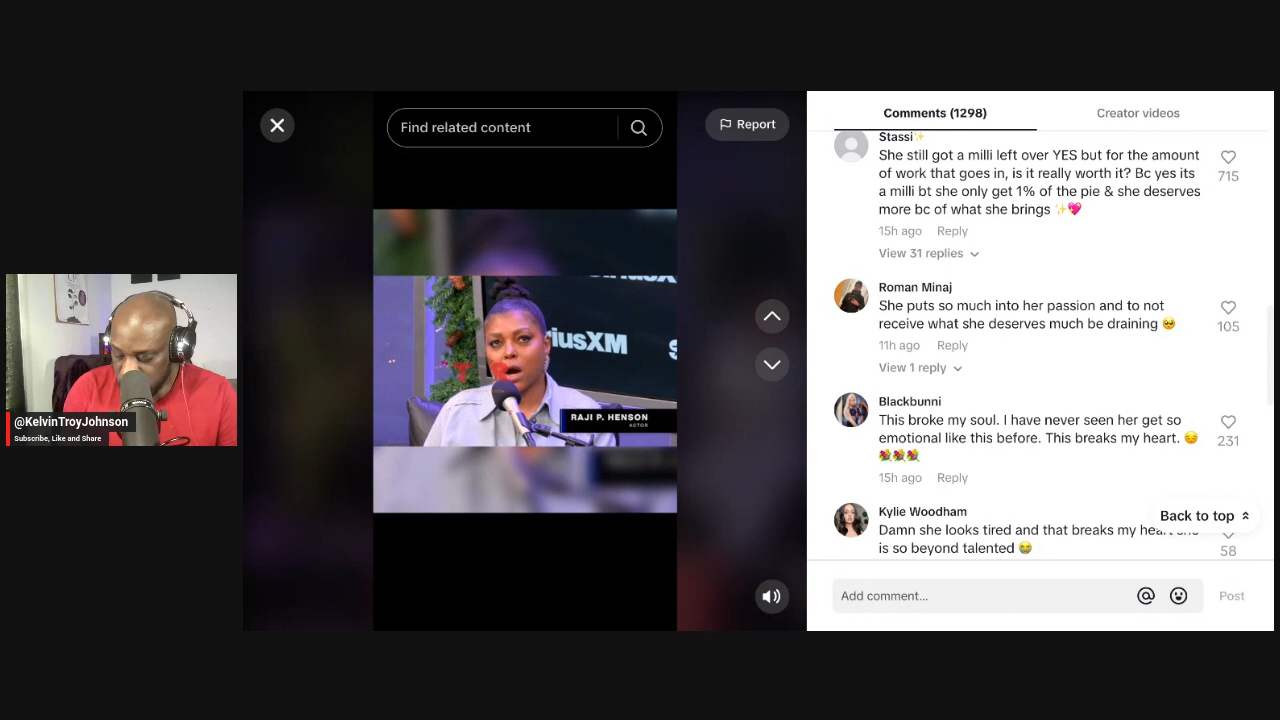 Find related content
Report
siriusXM
iusXM
S
RAJI P. HENSON
ACTOR
@KelvinTroyJohnson
Subscribe, Like and Share
Comments (1298)
Creator videos
Stassi✨
She still got a milli left over YES but for the amount
of work that goes in, is it really worth it? Bc yes its
a milli bt she only get 1% of the pie & she deserves
more bc of what she brings ✨💖
715
15h ago Reply
View 31 replies
Roman Minaj
She puts so much into her passion and to not
receive what she deserves much be draining 🥺
105
11h ago Reply
View 1 reply
Blackbunni
This broke my soul. I have never seen her get so
emotional like this before. This breaks my heart. 😔
💐💐💐
231
15h ago Reply
Kylie Woodham
Damn she looks tired and that breaks my heart she
is so beyond talented 😭
58
Back to top
Add comment...
Post